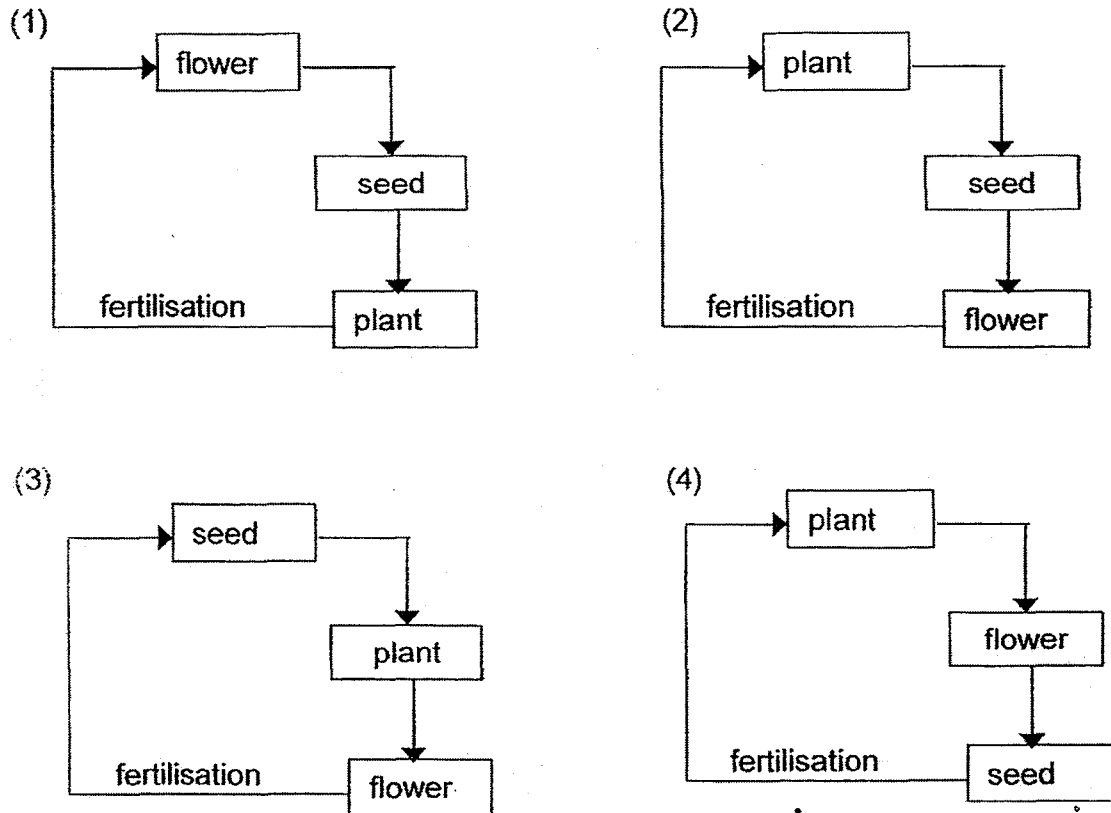 (1)
flower
seed
fertilisation
plant
(2)
plant
seed
fertilisation
flower
(3)
seed
plant
fertilisation
flower
(4)
plant
flower
fertilisation
seed